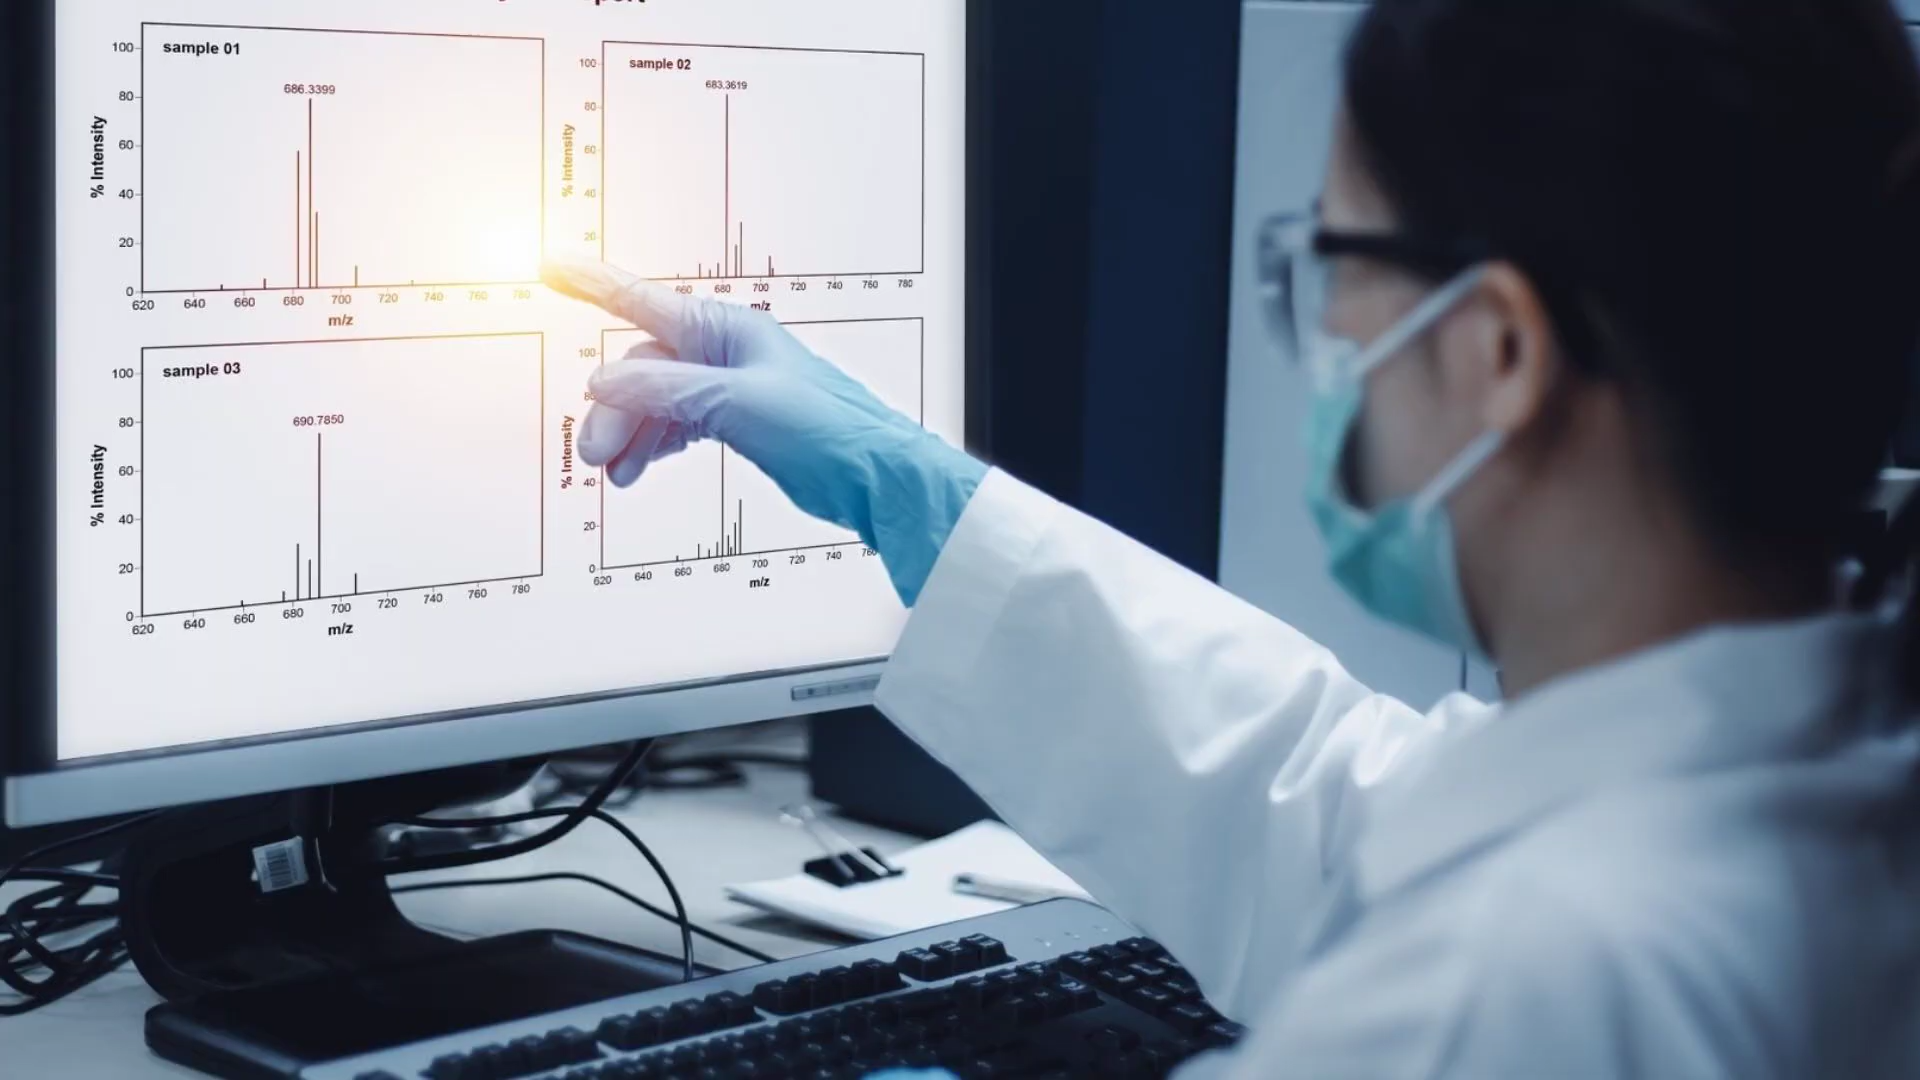 sample 01
686.3399
100
80
60
40
20
0
% Intensity
620 640 660 680 700 720 740 760 780
m/z
sample 02
683.3619
100
80
60
40
20
% Intensity
660 680 700 720 740 760 780
m/z
sample 03
690.7850
100
80
60
40
20
0
% Intensity
620 640 660 680 700 720 740 760 780
m/z
100
40
20
0
% Intensity
620 640 660 680 700 720 740
m/z